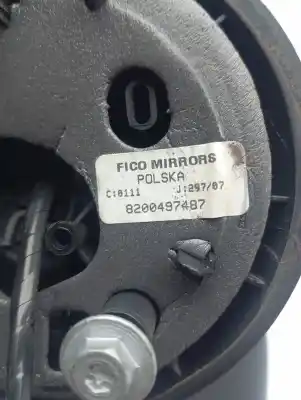 FICO MIRRORS
POLSKA
C:0111 J:297/07
8200497487